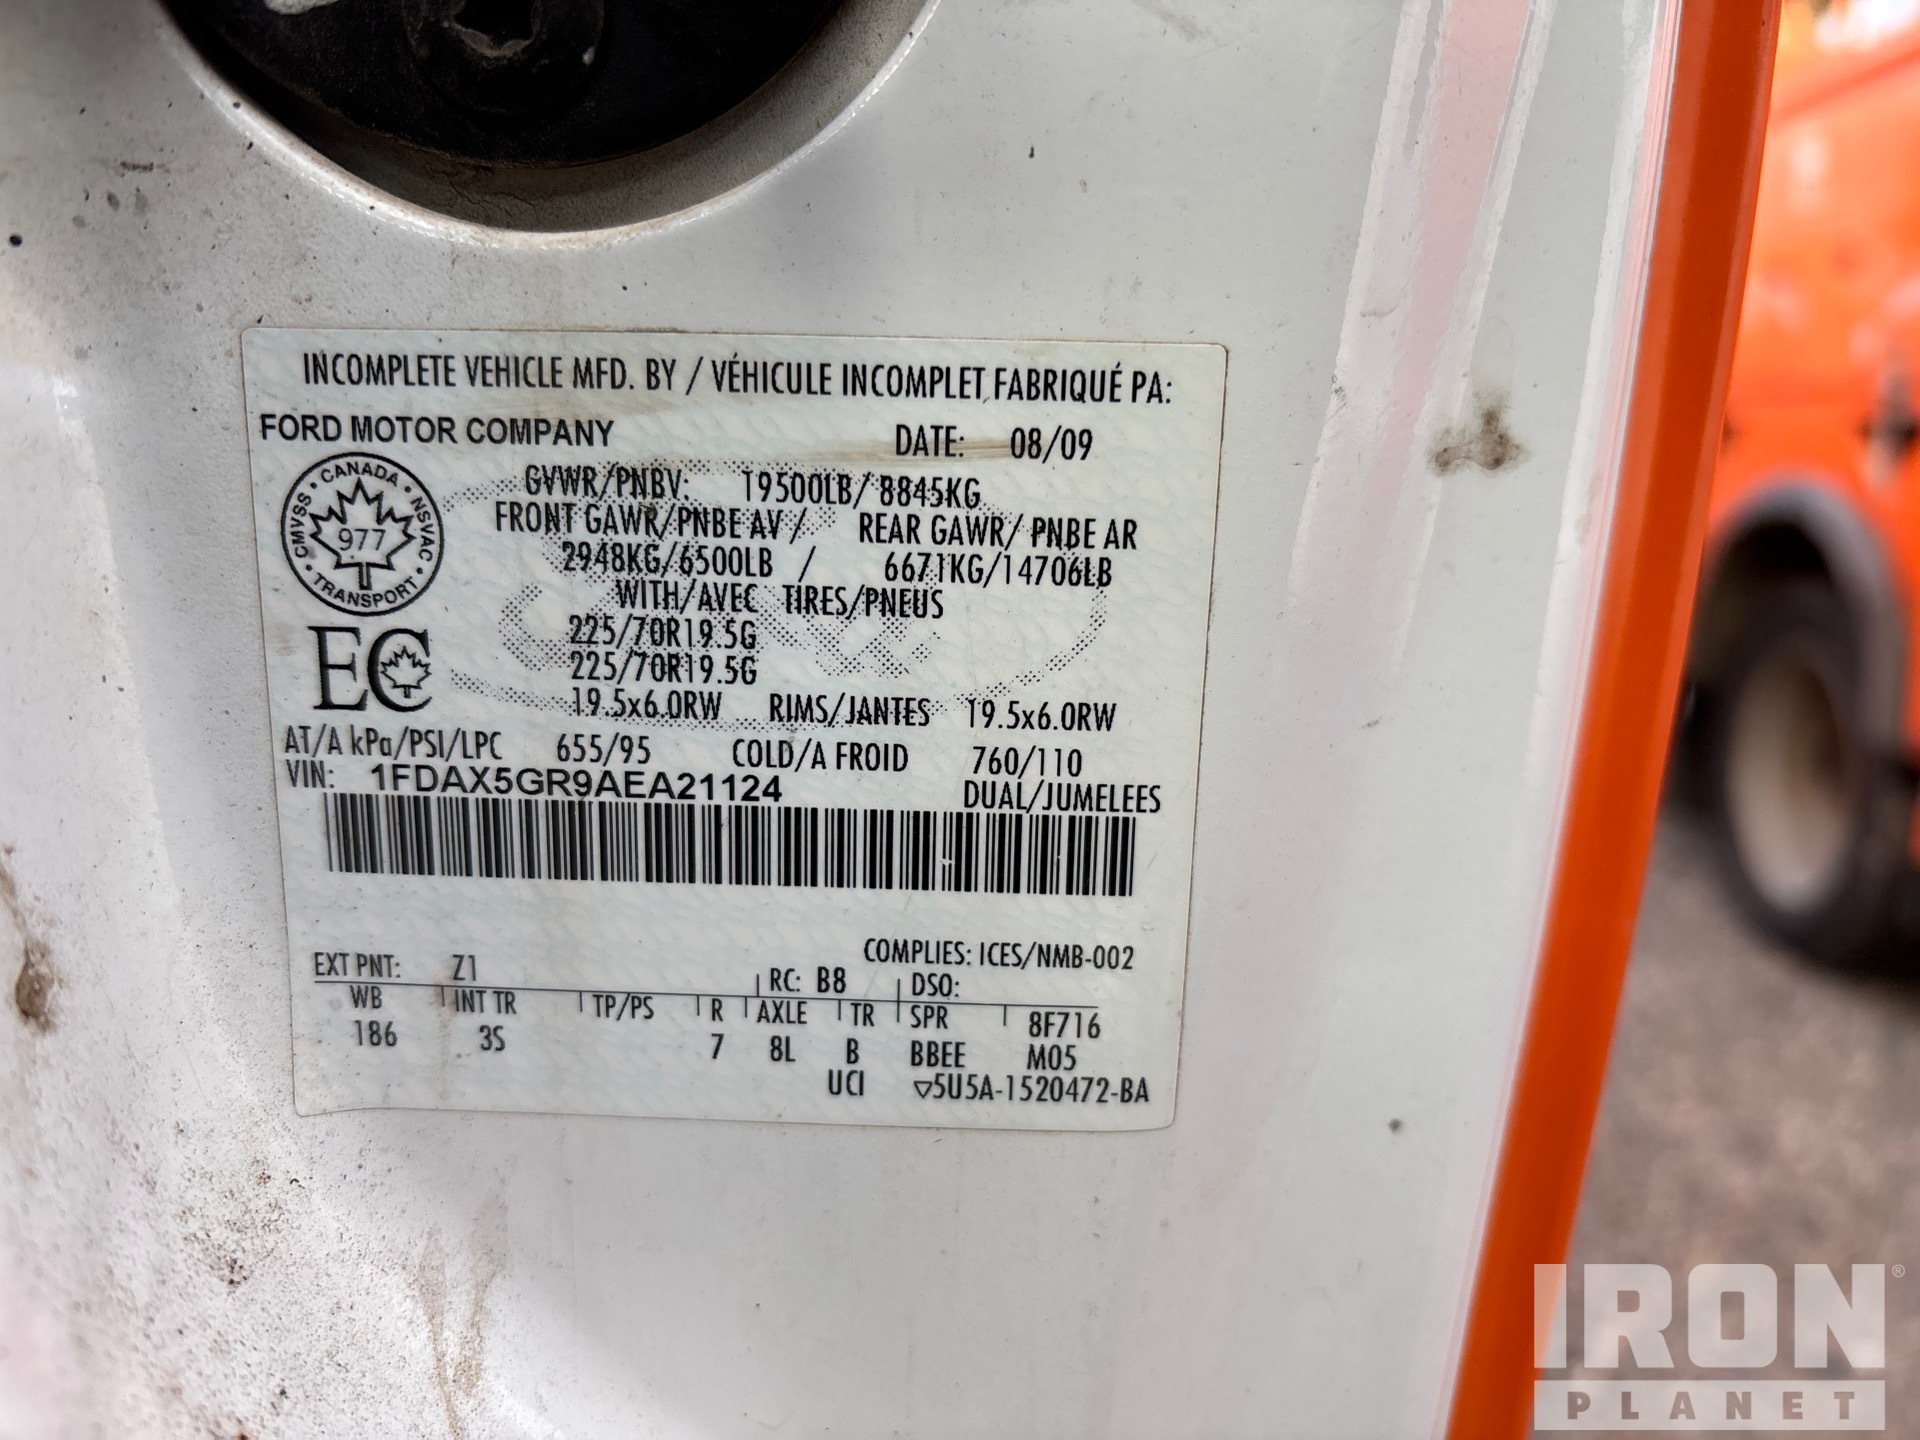 INCOMPLETE VEHICLE MFD. BY / VÉHICULE INCOMPLET FABRIQUÉ PA:
FORD MOTOR COMPANY DATE: 08/09
GVWR/PNBV: 19500LB/ 8845KG
FRONT GAWR/PNBE AV / REAR GAWR/ PNBE AR
2948KG/6500LB / 6671KG/14706LB
WITH/AVEC TIRES/PNEUS
225/70R19.5G
225/70R19.5G
19.5x6.0RW RIMS/JANTES 19.5x6.0RW
AT/A kPa/PSI/LPC 655/95 COLD/A FROID 760/110
VIN: 1FDAX5GR9AEA21124 DUAL/JUMELEES
CANADA • NSVAC • TRANSPORT • CMVSS •
977
EC
COMPLIES: ICES/NMB-002
EXT PNT: Z1 RC: B8 DSO:
WB INT TR TP/PS R AXLE TR SPR 8F716
186 3S 7 8L B BBEE M05
UCI ▽5U5A-1520472-BA
IRON®
PLANET